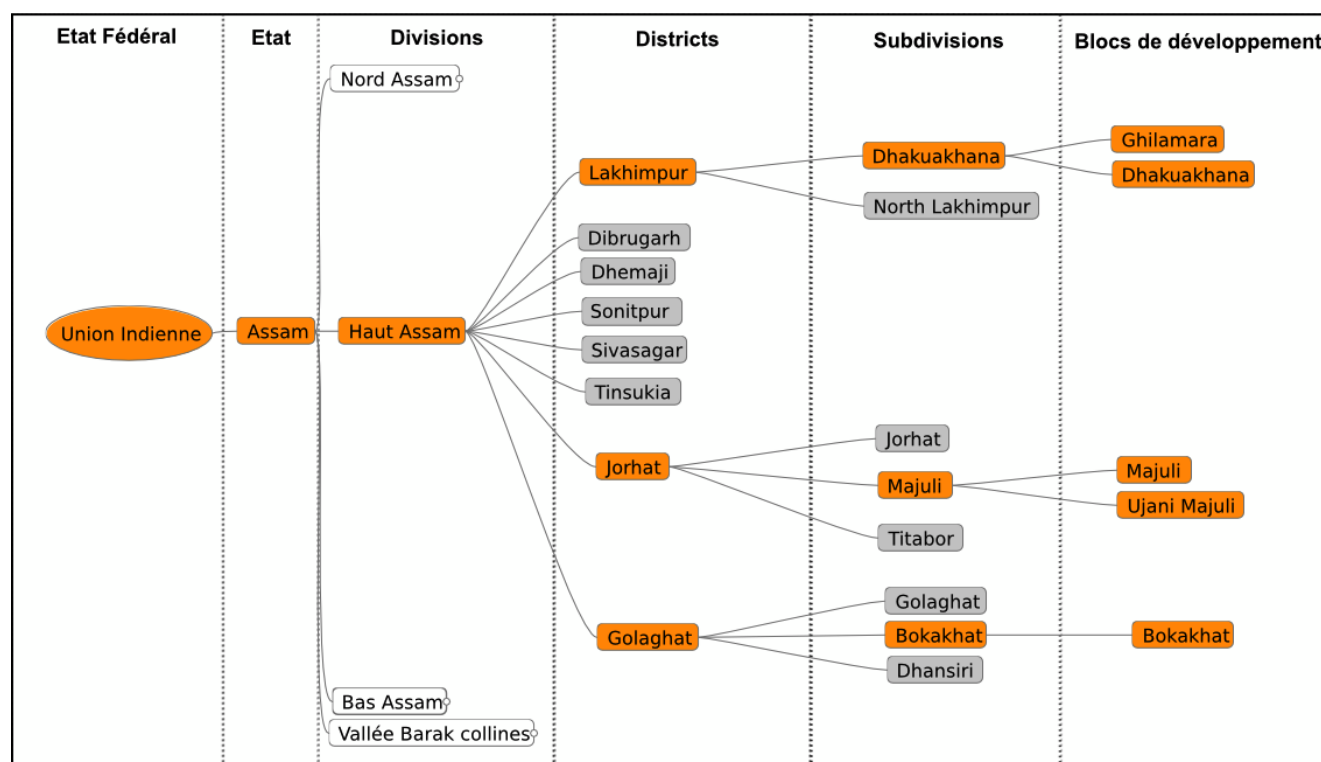 Etat Fédéral
Etat
Divisions
Districts
Subdivisions
Blocs de développement
Nord Assam
Ghilamara
Dhakuakhana
Lakhimpur
Dhakuakhana
North Lakhimpur
Dibrugarh
Dhemaji
Sonitpur
Union Indienne
Assam
Haut Assam
Sivasagar
Tinsukia
Jorhat
Jorhat
Majuli
Majuli
Ujani Majuli
Titabor
Golaghat
Golaghat
Bokakhat
Bokakhat
Dhansiri
Bas Assam
Vallée Barak collines